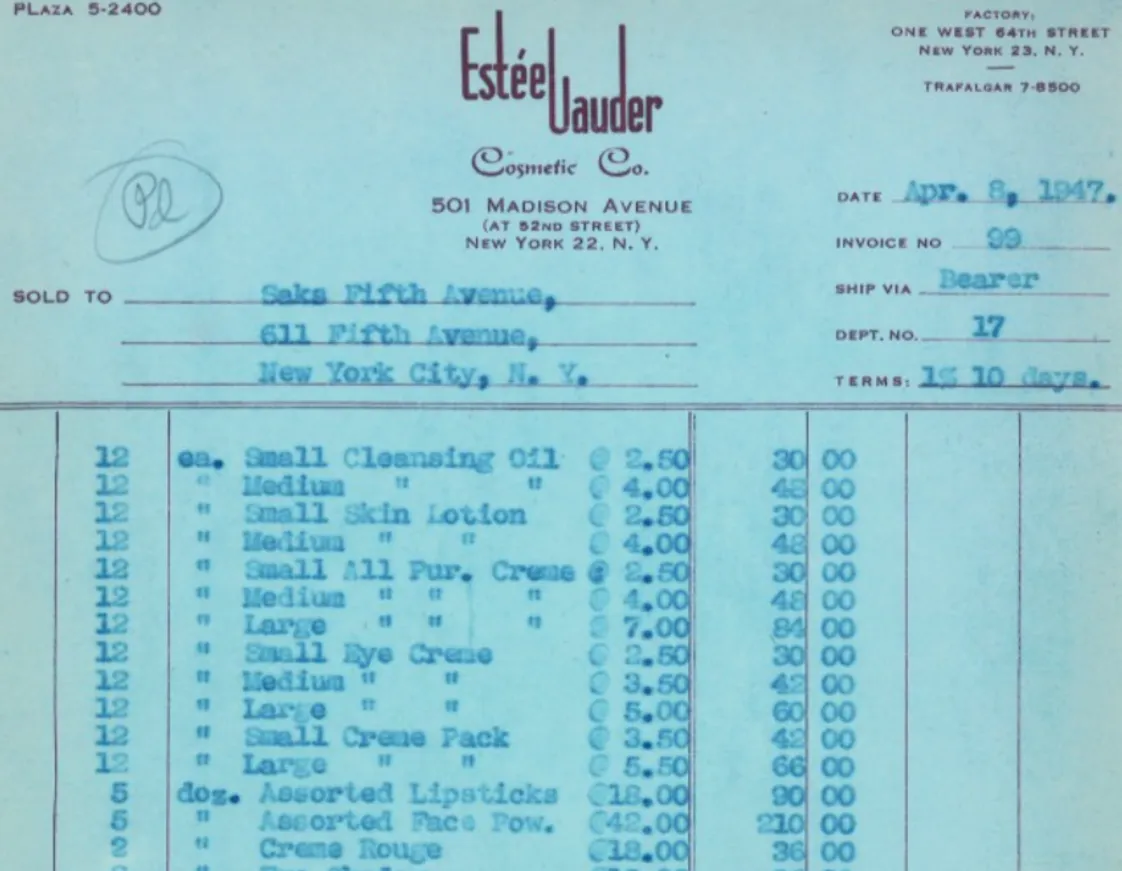 PLAZA 5-2400
Estée Lauder
Cosmetic Co.
501 MADISON AVENUE
(AT 52ND STREET)
NEW YORK 22, N. Y.
FACTORY:
ONE WEST 64TH STREET
NEW YORK 23, N. Y.
TRAFALGAR 7-8500
Pd
DATE Apr. 8, 1947.
INVOICE NO 99
SHIP VIA Bearer
DEPT. NO. 17
TERMS: 1% 10 days.
SOLD TO Saks Fifth Avenue,
611 Fifth Avenue,
New York City, N. Y.
12 ea. Small Cleansing Oil @ 2.50 30 00
12 " Medium " " @ 4.00 48 00
12 " Small Skin Lotion @ 2.50 30 00
12 " Medium " " @ 4.00 48 00
12 " Small All Pur. Creme @ 2.50 30 00
12 " Medium " " " @ 4.00 48 00
12 " Large " " " @ 7.00 84 00
12 " Small Eye Creme @ 2.50 30 00
12 " Medium " " @ 3.50 42 00
12 " Large " " @ 5.00 60 00
12 " Small Creme Pack @ 3.50 42 00
12 " Large " " @ 5.50 66 00
5 doz. Assorted Lipsticks @18.00 90 00
5 " Assorted Face Pow. @42.00 210 00
2 " Creme Rouge @18.00 36 00